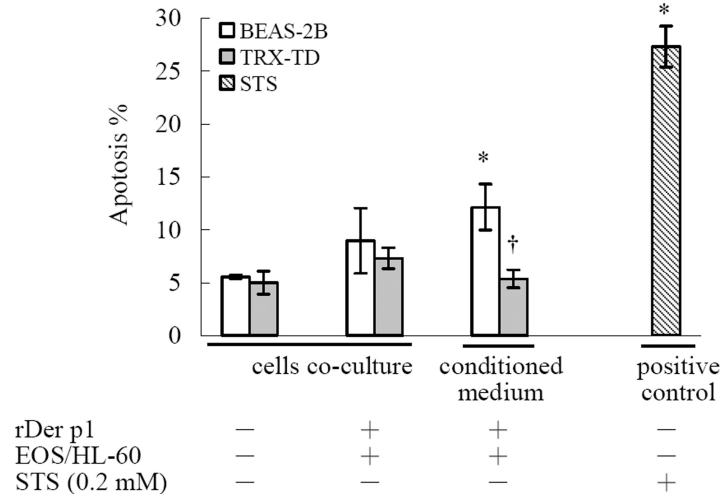 30
25
20
15
10
5
0
Apotosis %
BEAS-2B
TRX-TD
STS
*
†
*
cells co-culture
conditioned
medium
positive
control
rDer p1 − + + −
EOS/HL-60 − + + −
STS (0.2 mM) − − − +